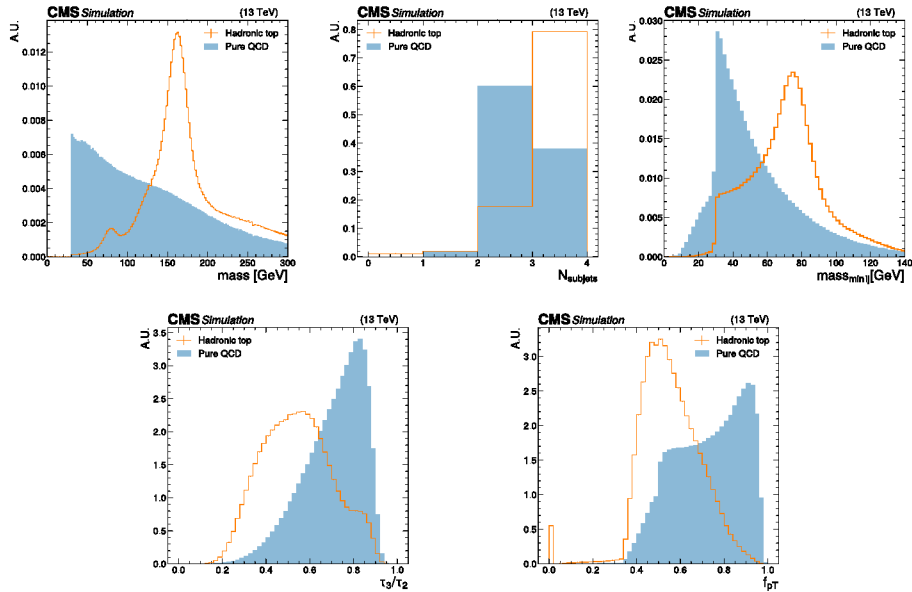 CMS Simulation (13 TeV)
A.U.
Hadronic top
Pure QCD
0.012
0.010
0.008
0.006
0.004
0.002
0.000
0 50 100 150 200 250 300
mass [GeV]
CMS Simulation (13 TeV)
A.U.
Hadronic top
Pure QCD
0.8
0.7
0.6
0.5
0.4
0.3
0.2
0.1
0.0
0 1 2 3 4
N_subjets
CMS Simulation (13 TeV)
A.U.
0.030
Hadronic top
Pure QCD
0.025
0.020
0.015
0.010
0.005
0.000
0 20 40 60 80 100 120 140
mass_min ij[GeV]
CMS Simulation (13 TeV)
A.U.
3.5
Hadronic top
Pure QCD
3.0
2.5
2.0
1.5
1.0
0.5
0.0
0.0 0.2 0.4 0.6 0.8 1.0
τ3/τ2
CMS Simulation (13 TeV)
A.U.
Hadronic top
Pure QCD
3.0
2.5
2.0
1.5
1.0
0.5
0.0
0.0 0.2 0.4 0.6 0.8 1.0
f_pT